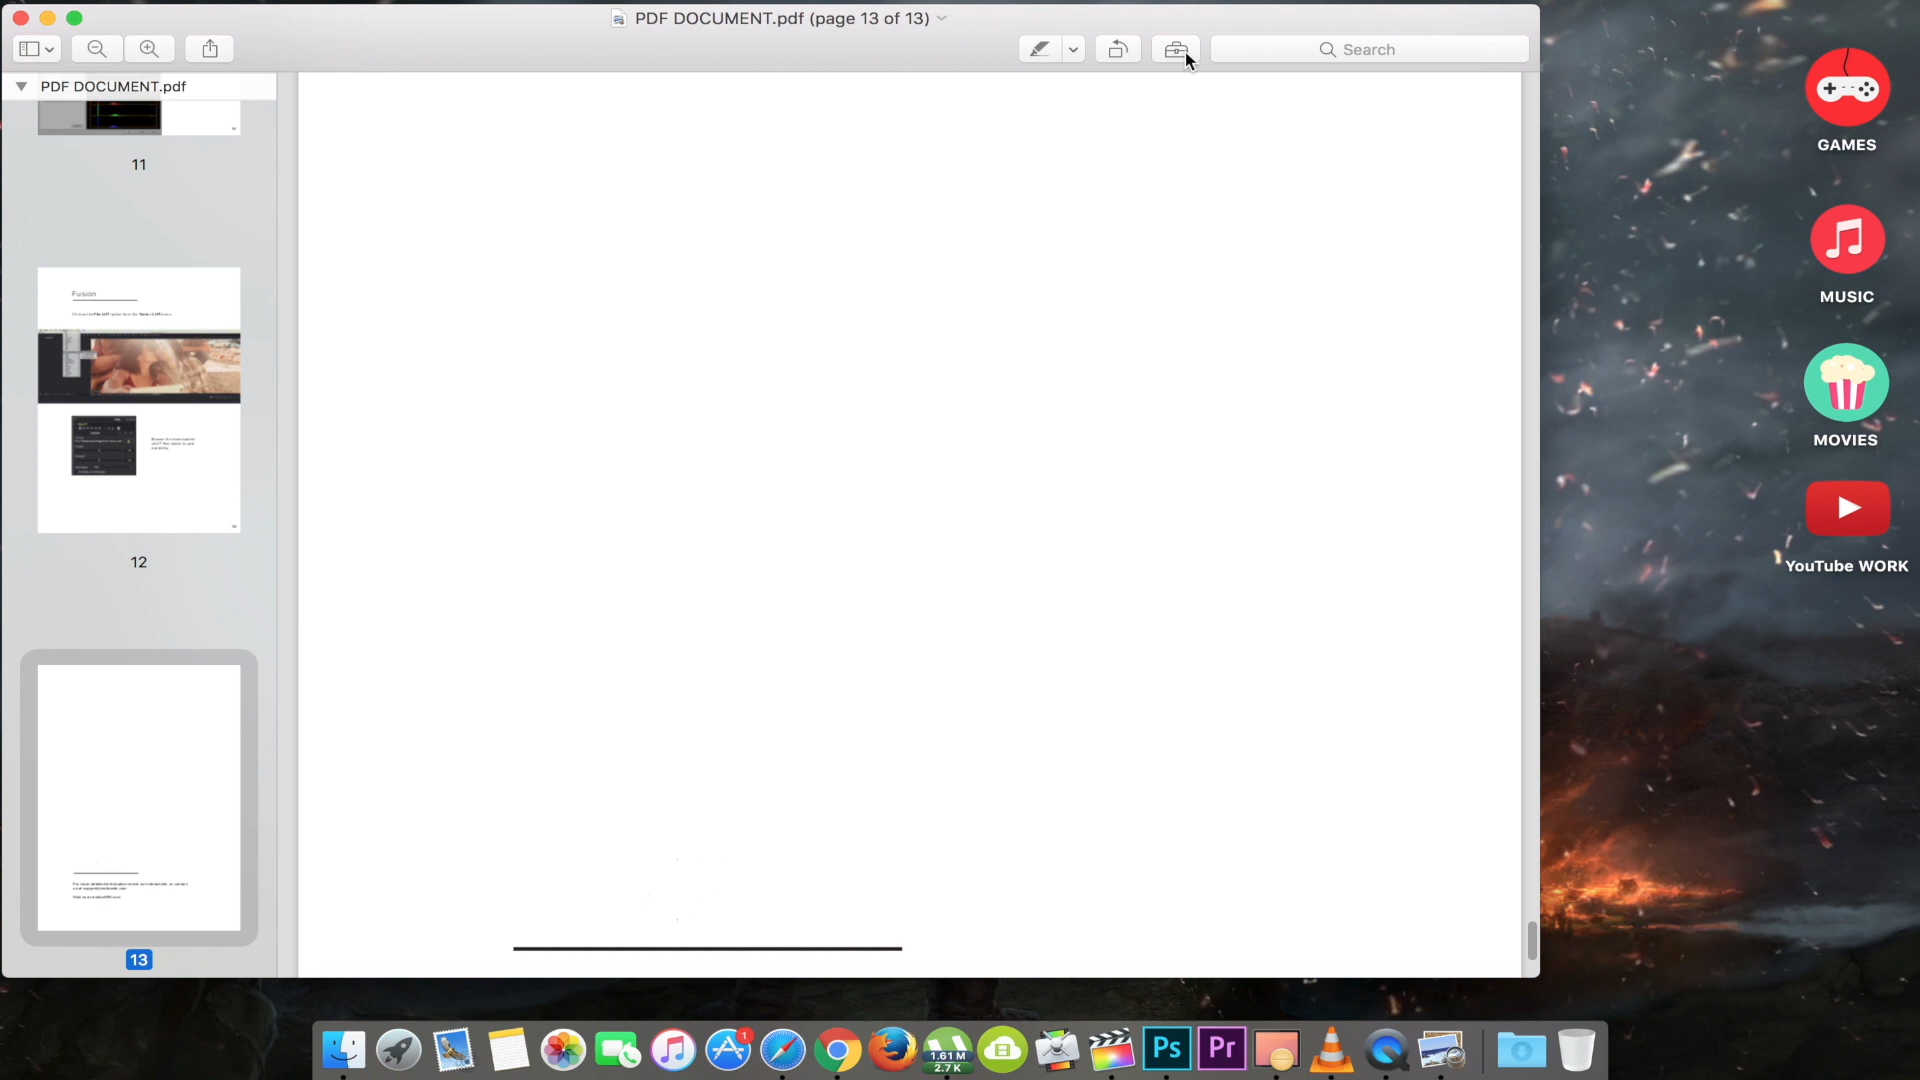 PDF DOCUMENT.pdf (page 13 of 13)
Search
PDF DOCUMENT.pdf
11
Fusion
12
13
GAMES
MUSIC
MOVIES
YouTube WORK
1
1.61 M
2.7 K
Ps
Pr